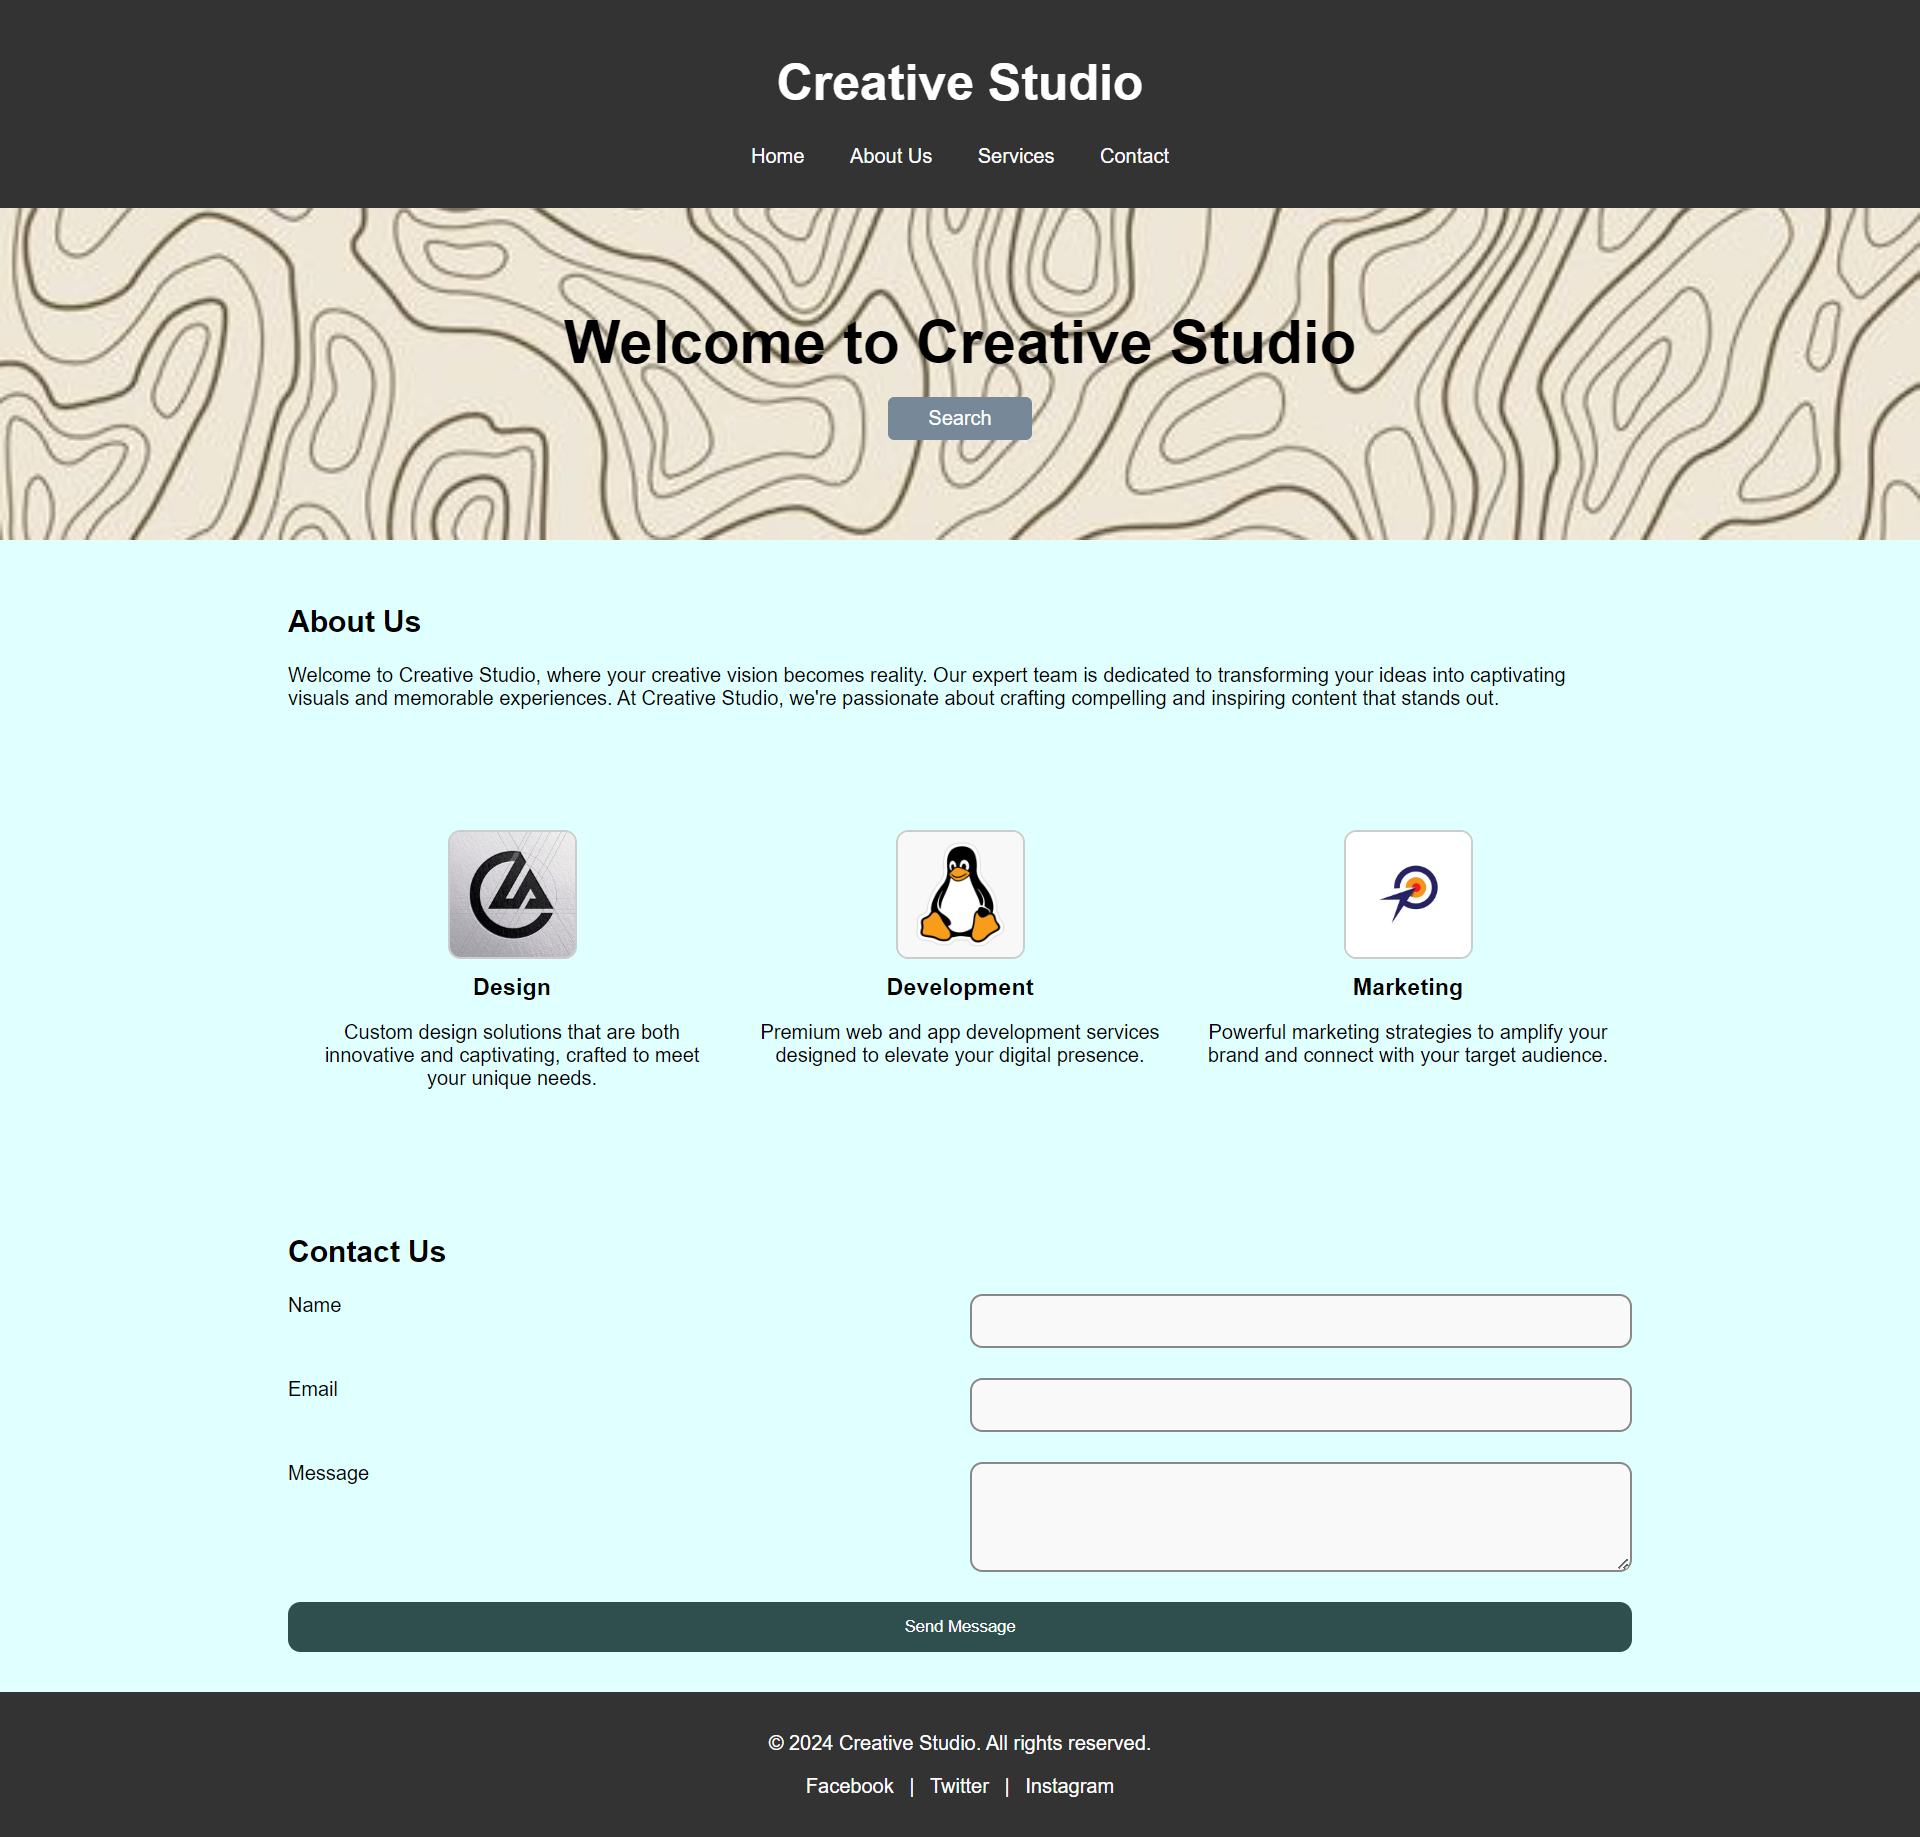 Creative Studio
Home About Us Services Contact
Welcome to Creative Studio
Search
About Us
Welcome to Creative Studio, where your creative vision becomes reality. Our expert team is dedicated to transforming your ideas into captivating
visuals and memorable experiences. At Creative Studio, we're passionate about crafting compelling and inspiring content that stands out.
Design
Custom design solutions that are both
innovative and captivating, crafted to meet
your unique needs.
Development
Premium web and app development services
designed to elevate your digital presence.
Marketing
Powerful marketing strategies to amplify your
brand and connect with your target audience.
Contact Us
Name
Email
Message
Send Message
© 2024 Creative Studio. All rights reserved.
Facebook | Twitter | Instagram